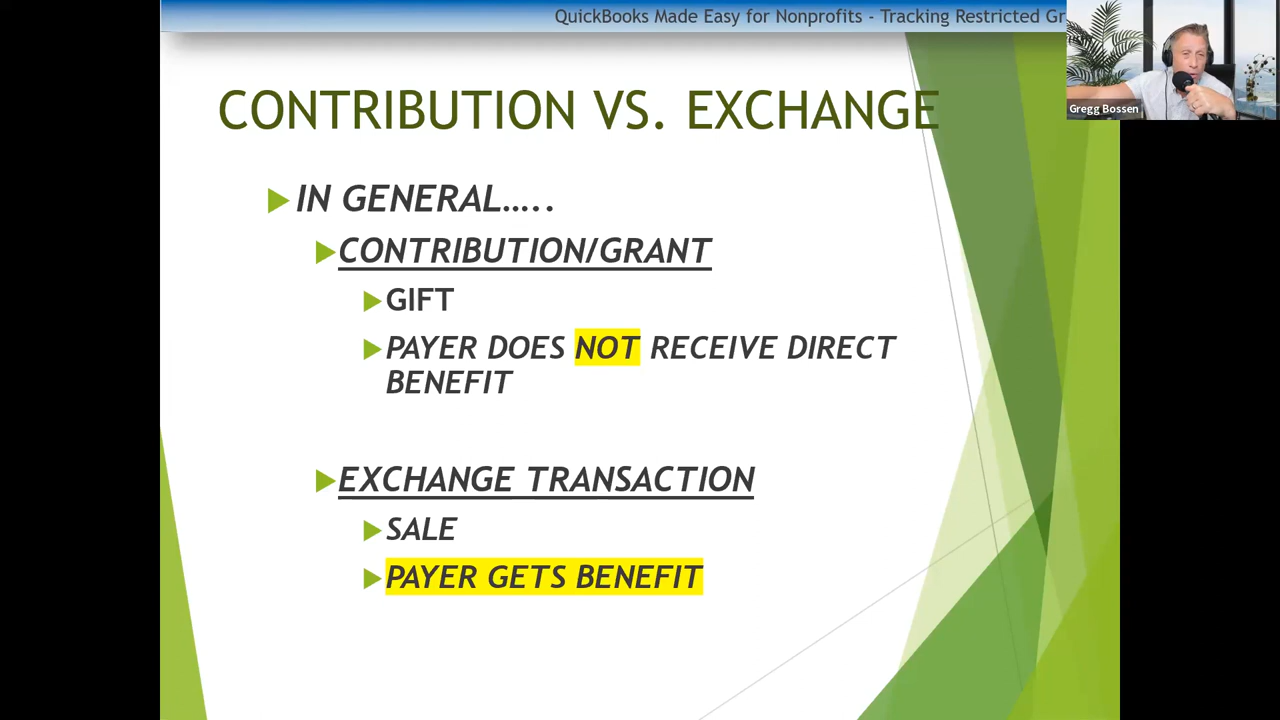 QuickBooks Made Easy for Nonprofits - Tracking Restricted Gr
Gregg Bossen
CONTRIBUTION VS. EXCHANGE
IN GENERAL…..
CONTRIBUTION/GRANT
GIFT
PAYER DOES NOT RECEIVE DIRECT
BENEFIT
EXCHANGE TRANSACTION
SALE
PAYER GETS BENEFIT